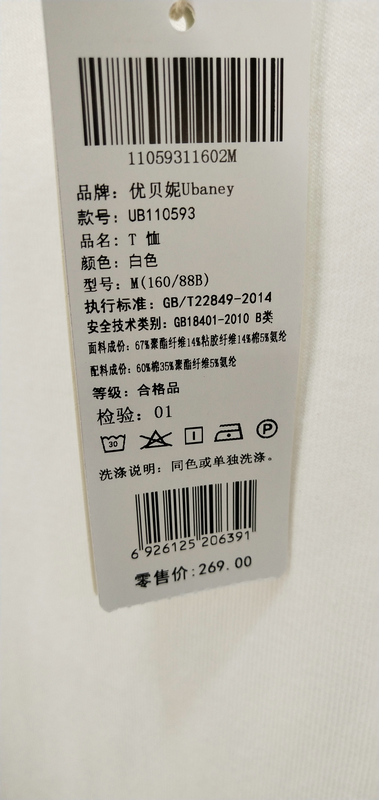 11059311602M
品牌：优贝妮Ubaney
款号：UB110593
品名：T 恤
颜色：白色
型号：M(160/88B)
执行标准：GB/T22849-2014
安全技术类别：GB18401-2010 B类
面料成份：67%聚酯纤维14%粘胶纤维14%棉5%氨纶
配料成份：60%棉35%聚酯纤维5%氨纶
等级：合格品
检验：01
30 P
洗涤说明：同色或单独洗涤。
6 926125 206391
零售价:269.00